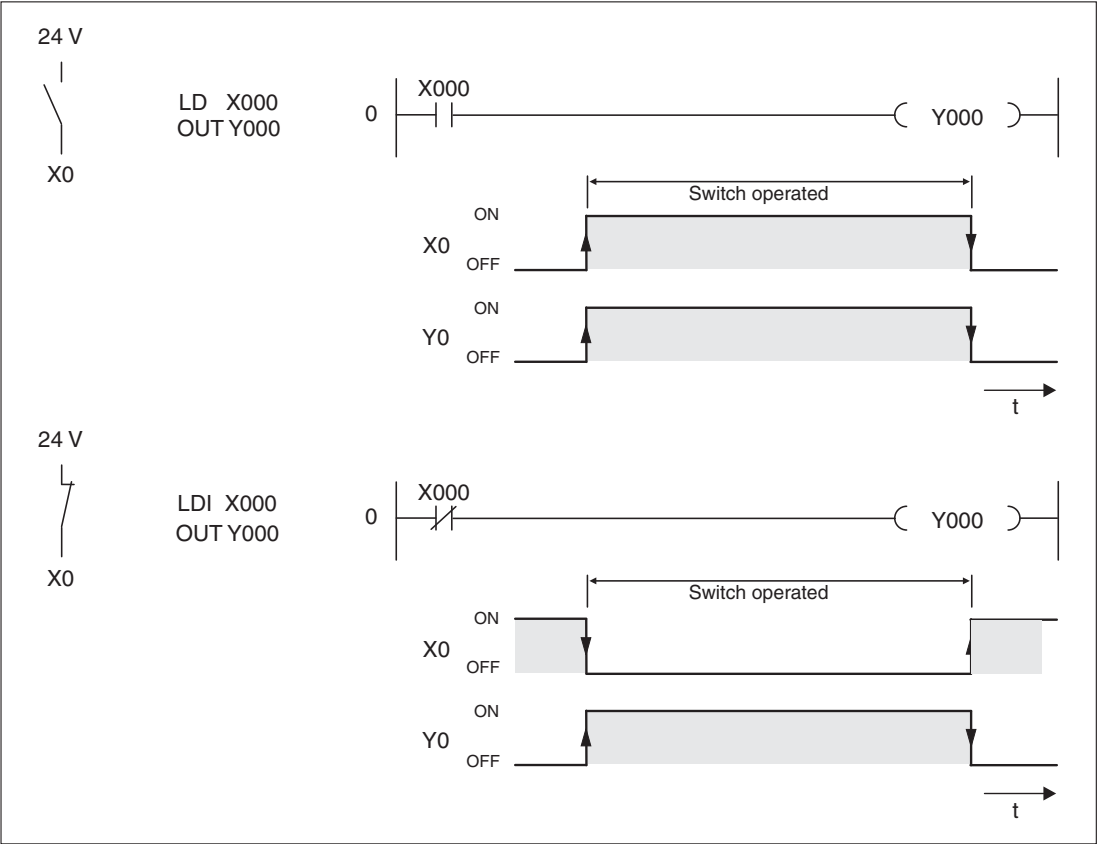 24 V
X0
LD X000
OUT Y000
0
X000
Y000
Switch operated
X0
ON
OFF
Y0
ON
OFF
t
24 V
X0
LDI X000
OUT Y000
0
X000
Y000
Switch operated
X0
ON
OFF
Y0
ON
OFF
t